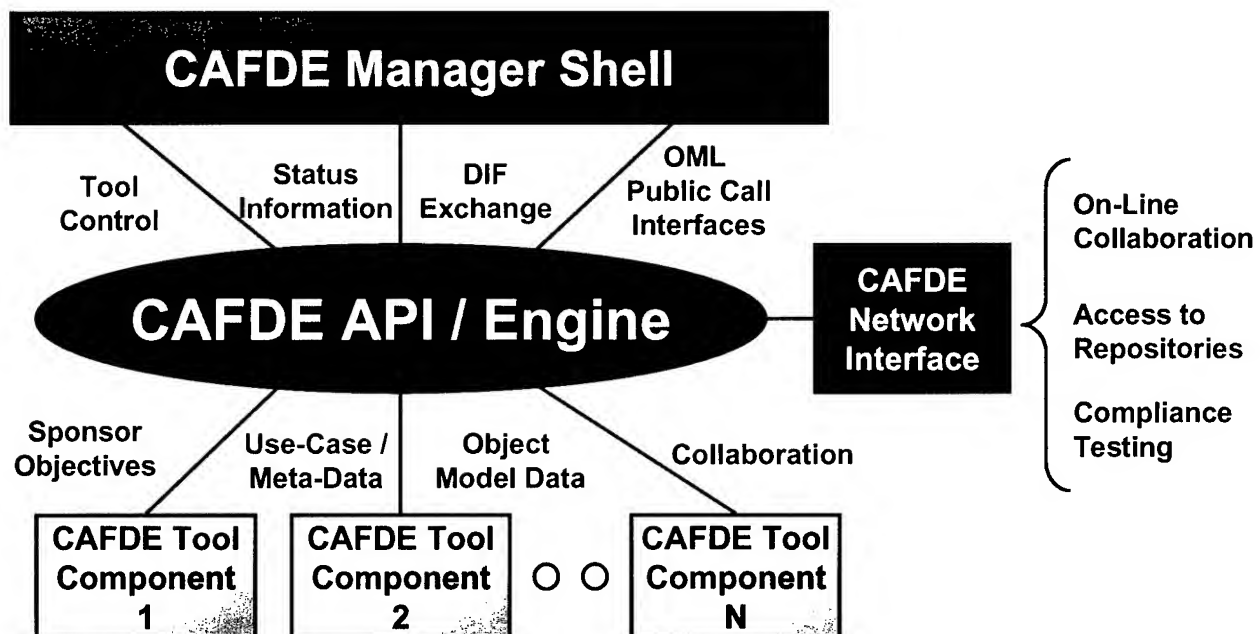 CAFDE Manager Shell
Tool
Control
Status
Information
DIF
Exchange
OML
Public Call
Interfaces
CAFDE API / Engine
CAFDE
Network
Interface
On-Line
Collaboration
Access to
Repositories
Compliance
Testing
Sponsor
Objectives
Use-Case /
Meta-Data
Object
Model Data
Collaboration
CAFDE Tool
Component
1
CAFDE Tool
Component
2
CAFDE Tool
Component
N